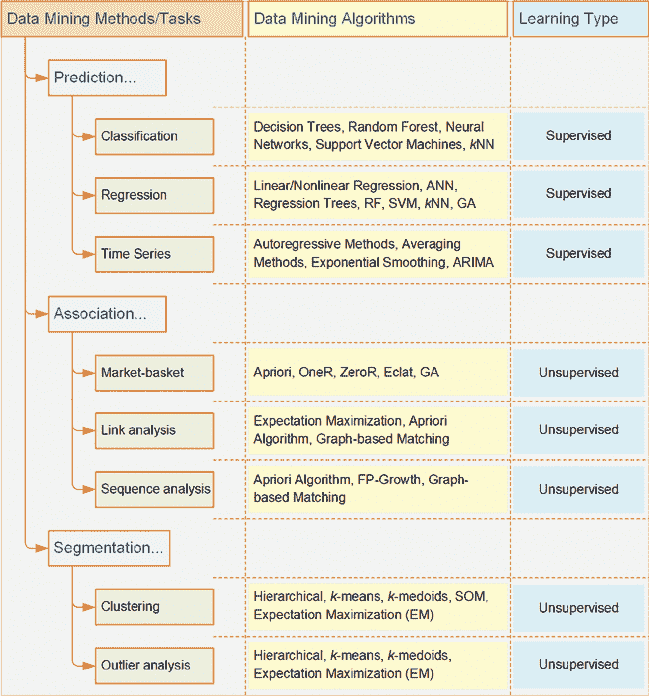 Data Mining Methods/Tasks
Data Mining Algorithms
Learning Type
Prediction...
Classification
Decision Trees, Random Forest, Neural
Networks, Support Vector Machines, kNN
Supervised
Regression
Linear/Nonlinear Regression, ANN,
Regression Trees, RF, SVM, kNN, GA
Supervised
Time Series
Autoregressive Methods, Averaging
Methods, Exponential Smoothing, ARIMA
Supervised
Association...
Market-basket
Apriori, OneR, ZeroR, Eclat, GA
Unsupervised
Link analysis
Expectation Maximization, Apriori
Algorithm, Graph-based Matching
Unsupervised
Sequence analysis
Apriori Algorithm, FP-Growth, Graph-
based Matching
Unsupervised
Segmentation...
Clustering
Hierarchical, k-means, k-medoids, SOM,
Expectation Maximization (EM)
Unsupervised
Outlier analysis
Hierarchical, k-means, k-medoids,
Expectation Maximization (EM)
Unsupervised